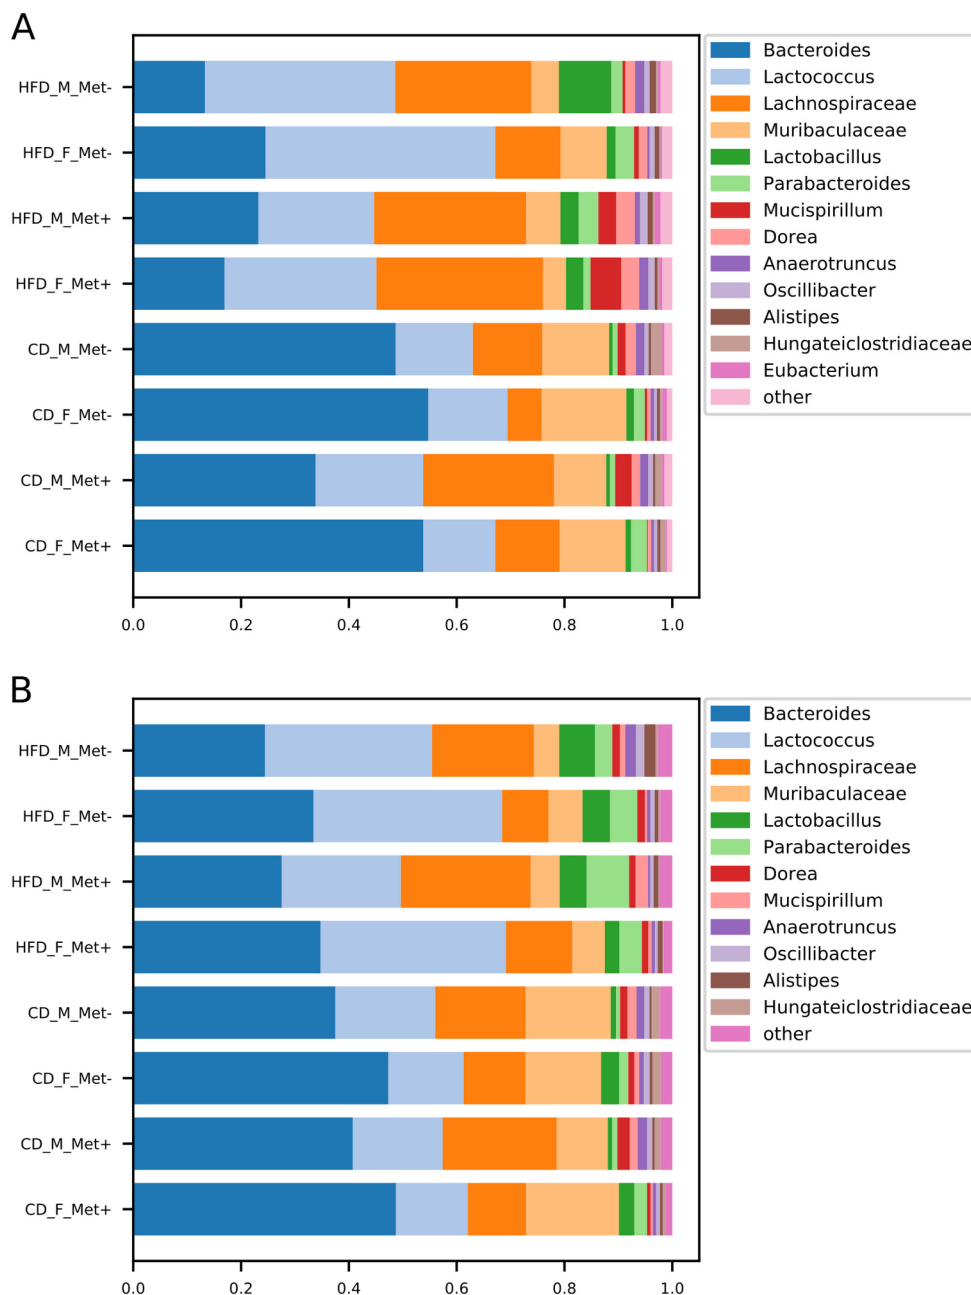 A
HFD_M_Met-
HFD_F_Met-
HFD_M_Met+
HFD_F_Met+
CD_M_Met-
CD_F_Met-
CD_M_Met+
CD_F_Met+
0.0 0.2 0.4 0.6 0.8 1.0
Bacteroides
Lactococcus
Lachnospiraceae
Muribaculaceae
Lactobacillus
Parabacteroides
Mucispirillum
Dorea
Anaerotruncus
Oscillibacter
Alistipes
Hungateiclostridiaceae
Eubacterium
other
B
HFD_M_Met-
HFD_F_Met-
HFD_M_Met+
HFD_F_Met+
CD_M_Met-
CD_F_Met-
CD_M_Met+
CD_F_Met+
0.0 0.2 0.4 0.6 0.8 1.0
Bacteroides
Lactococcus
Lachnospiraceae
Muribaculaceae
Lactobacillus
Parabacteroides
Dorea
Mucispirillum
Anaerotruncus
Oscillibacter
Alistipes
Hungateiclostridiaceae
other